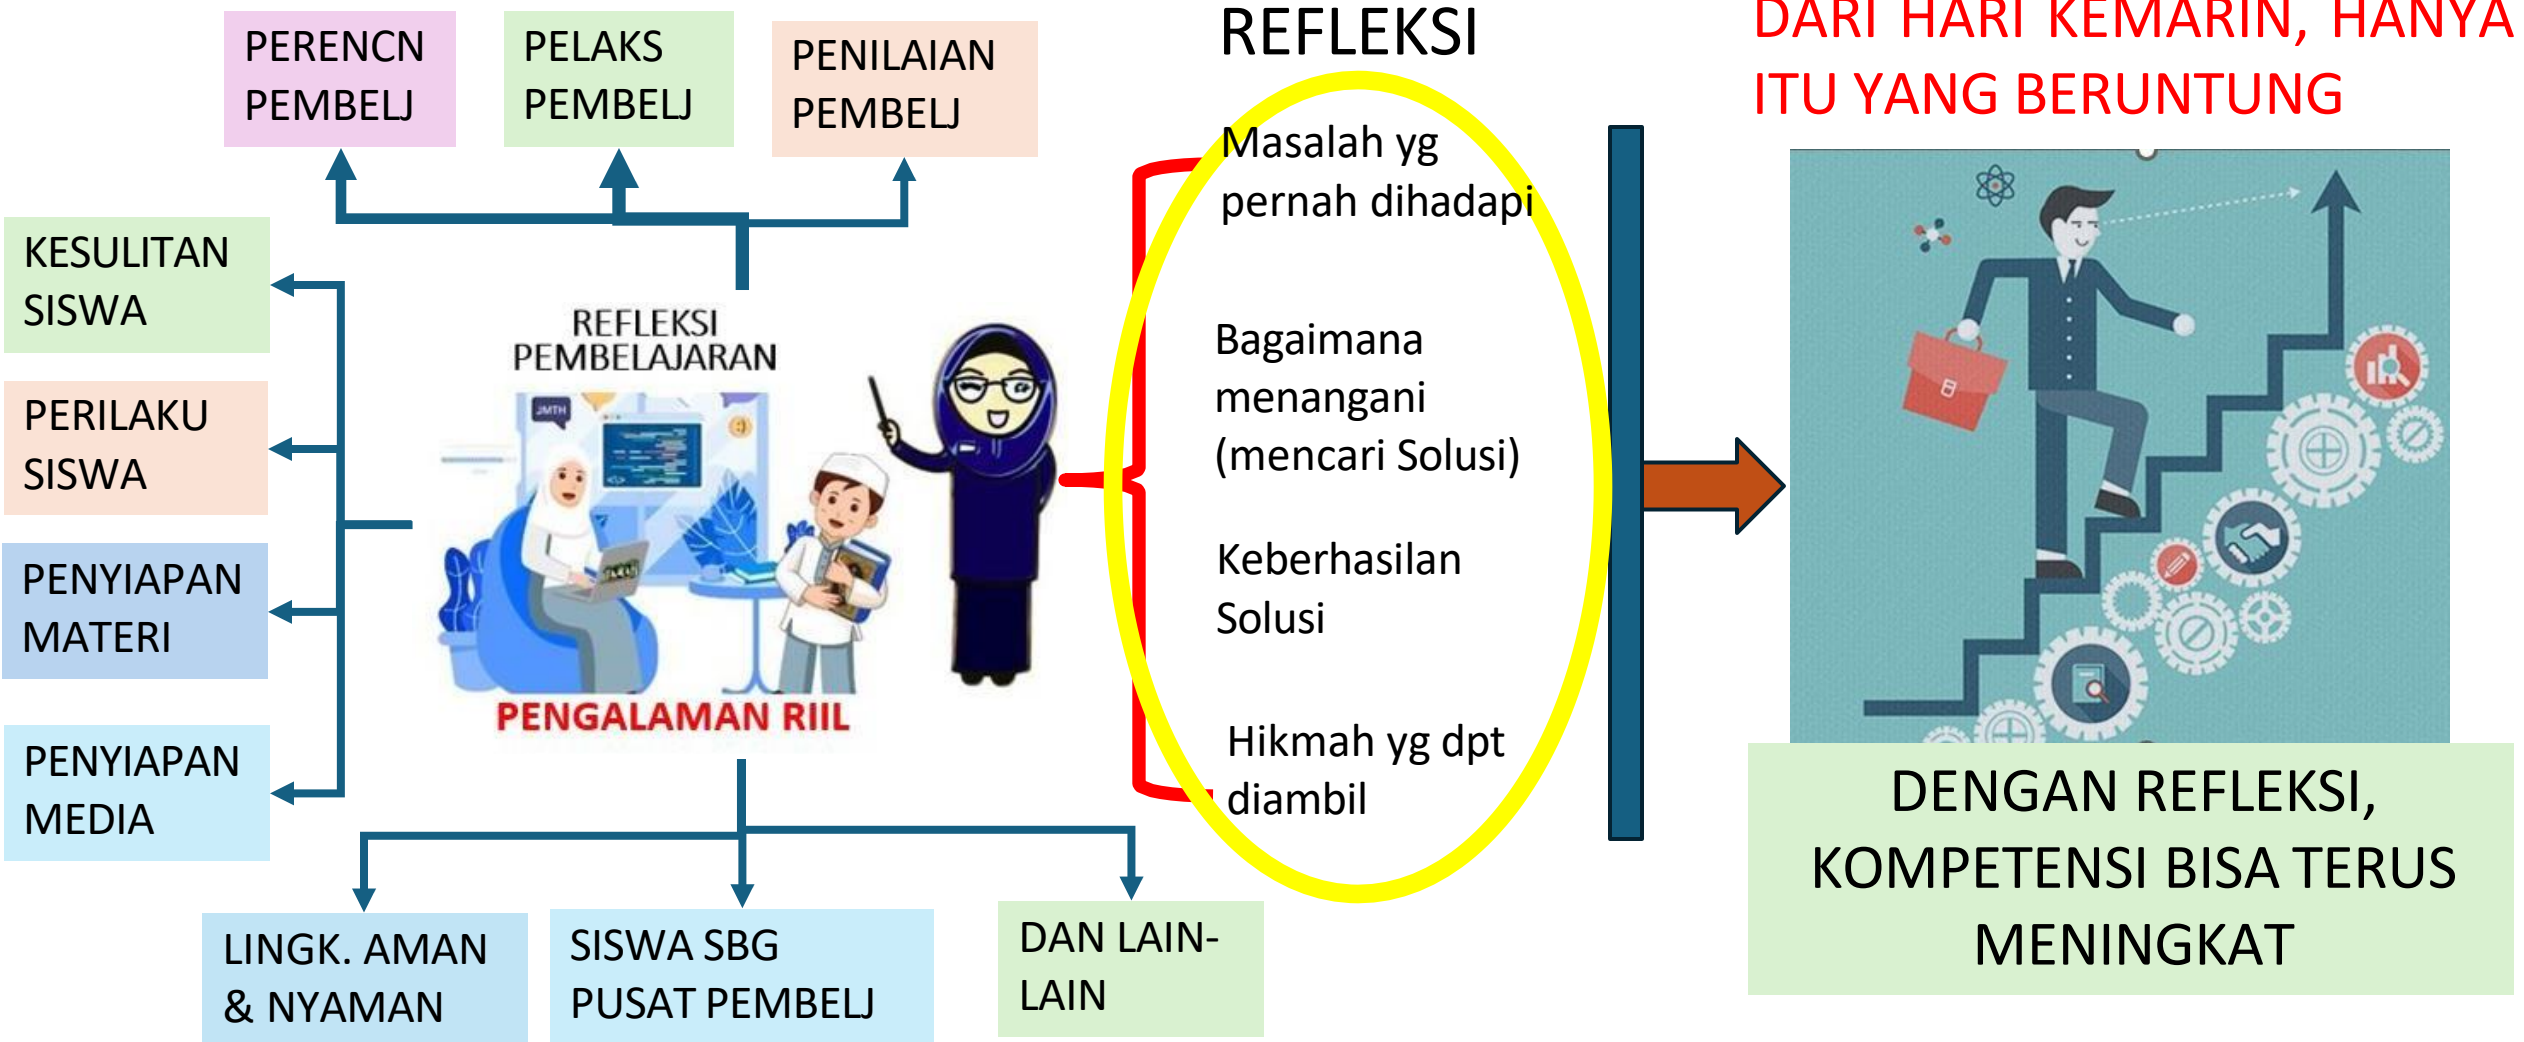 PERENCN
PEMBELJ
PELAKS
PEMBELJ
PENILAIAN
PEMBELJ
KESULITAN
SISWA
PERILAKU
SISWA
PENYIAPAN
MATERI
PENYIAPAN
MEDIA
REFLEKSI
PEMBELAJARAN
JMTH
PENGALAMAN RIIL
LINGK. AMAN
& NYAMAN
SISWA SBG
PUSAT PEMBELJ
DAN LAIN-
LAIN
REFLEKSI
Masalah yg
pernah dihadapi
Bagaimana
menangani
(mencari Solusi)
Keberhasilan
Solusi
Hikmah yg dpt
diambil
DARI HARI KEMARIN, HANYA
ITU YANG BERUNTUNG
DENGAN REFLEKSI,
KOMPETENSI BISA TERUS
MENINGKAT